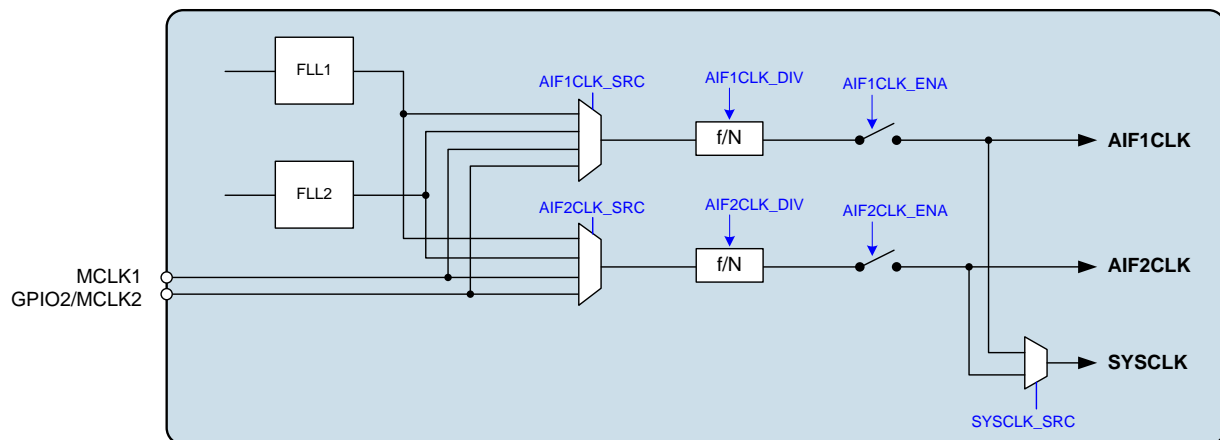 FLL1
AIF1CLK_SRC
AIF1CLK_DIV
AIF1CLK_ENA
f/N
AIF1CLK
FLL2
AIF2CLK_SRC
AIF2CLK_DIV
AIF2CLK_ENA
f/N
AIF2CLK
MCLK1
GPIO2/MCLK2
SYSCLK
SYSCLK_SRC